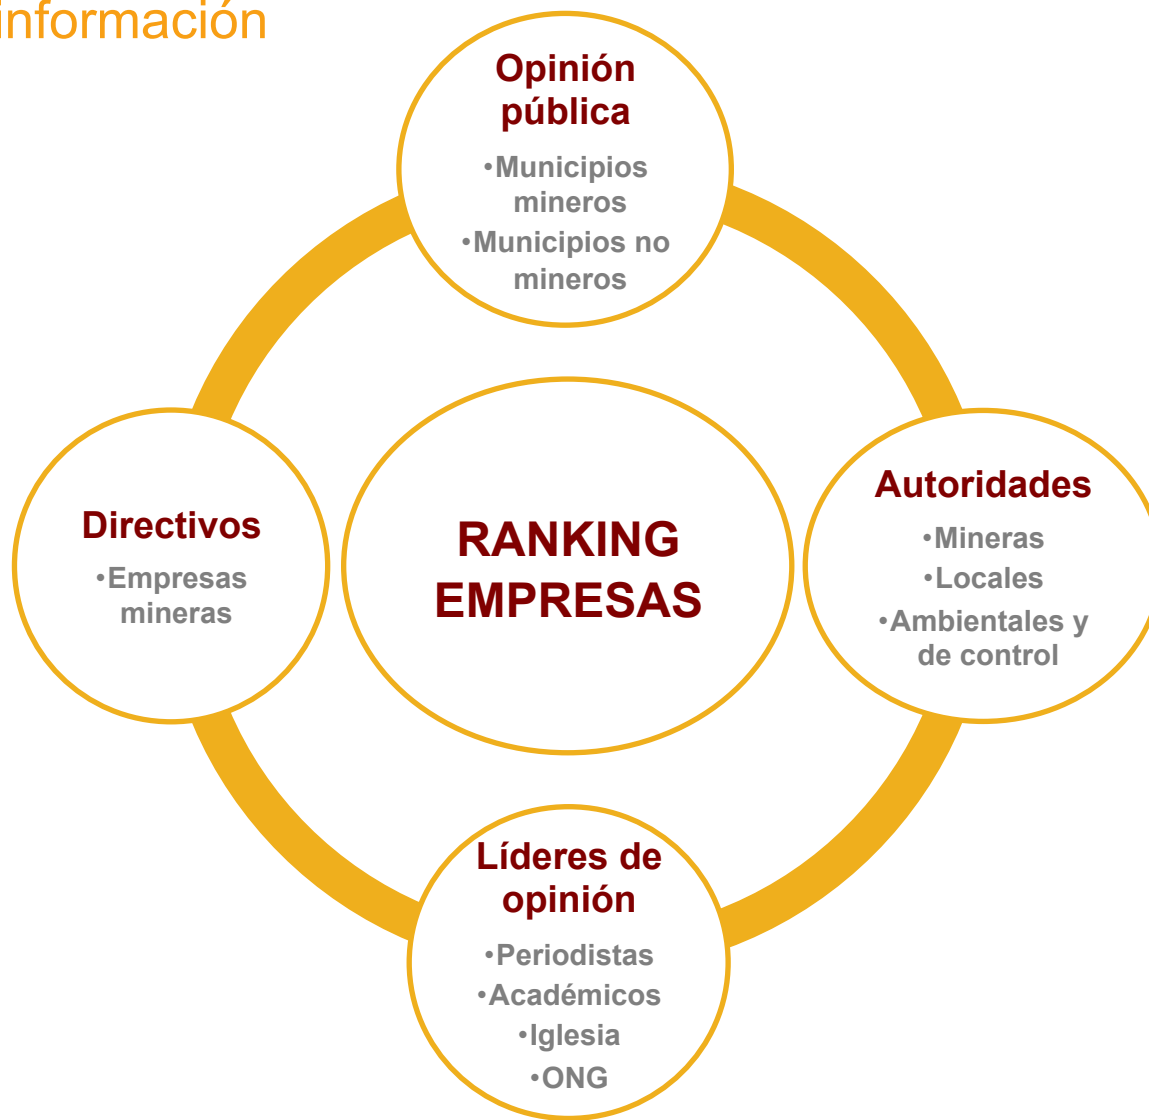 información
Opinión
pública
•Municipios
mineros
•Municipios no
mineros
Directivos
•Empresas
mineras
RANKING
EMPRESAS
Autoridades
•Mineras
•Locales
•Ambientales y
de control
Líderes de
opinión
•Periodistas
•Académicos
•Iglesia
•ONG